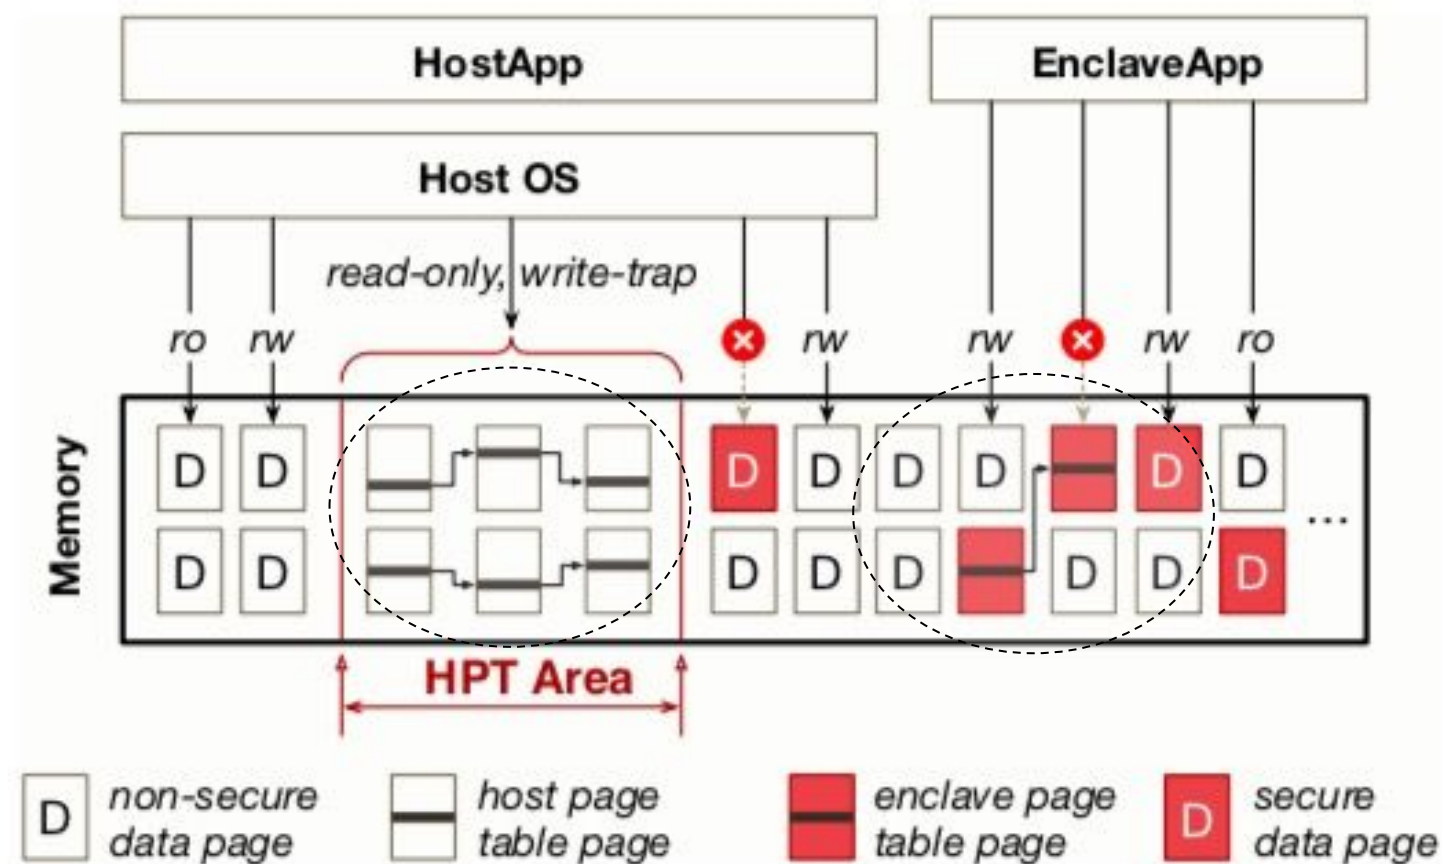 HostApp
EnclaveApp
Host OS
read-only, write-trap
ro rw rw rw rw ro
Memory
D D D D D D D D
D D D D D D D D D
...
HPT Area
D non-secure data page
host page table page
enclave page table page
D secure data page